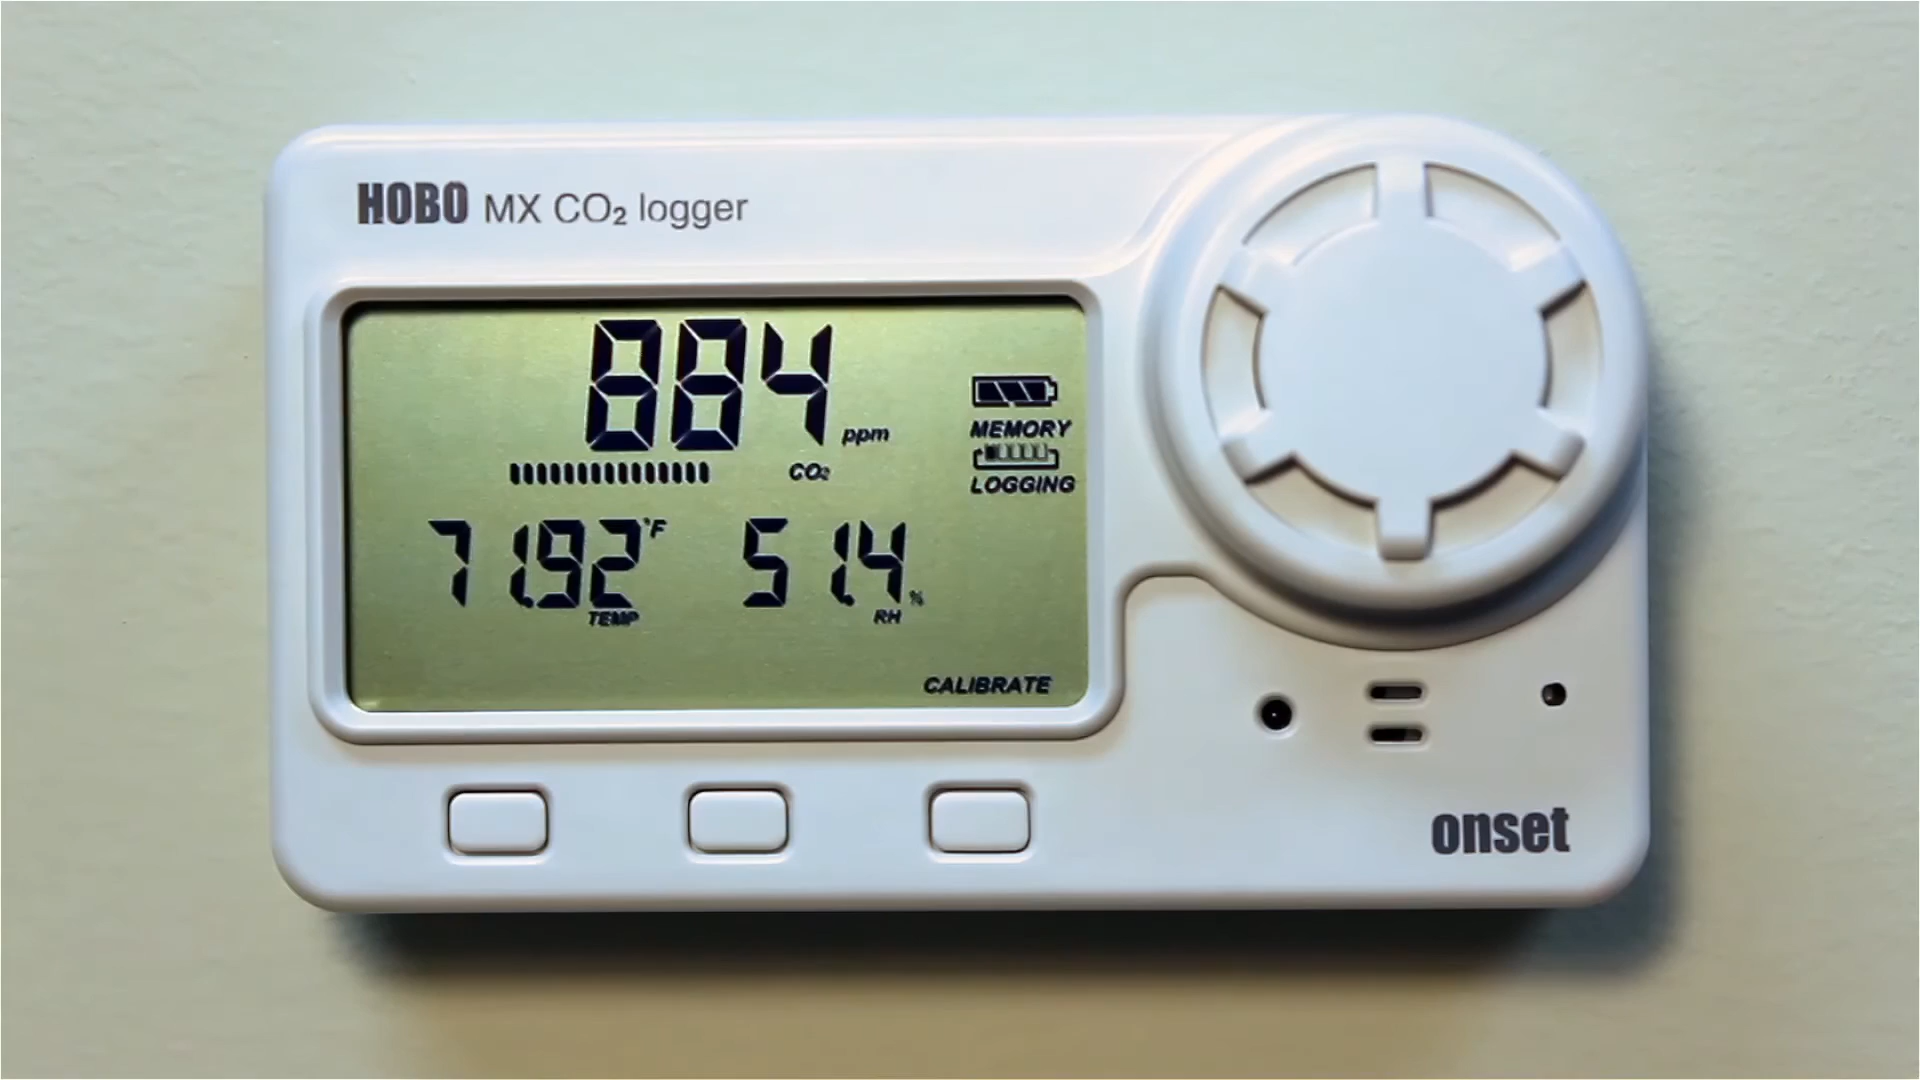 HOBO MX CO₂ logger
884 ppm
MEMORY
CO₂
LOGGING
71.92 °F 51.4 %
TEMP RH
CALIBRATE
onset